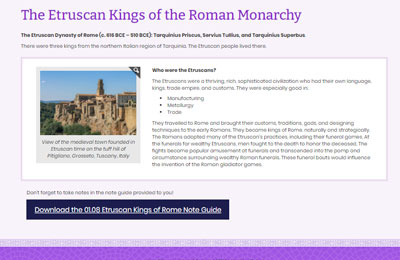 The Etruscan Kings of the Roman Monarchy
The Etruscan Dynasty of Rome (c. 616 BCE – 510 BCE): Tarquinius Priscus, Servius Tullius, and Tarquinius Superbus.
There were three kings from the northern Italian region of Tarquinia. The Etruscan people lived there.
View of the medieval town founded in
Etruscan time on the tuff hill of
Pitigliano, Grosseto, Tuscany, Italy
Who were the Etruscans?
The Etruscans were a thriving, rich, sophisticated civilization who had their own language,
kings, trade empire, and customs. They were especially good in:
• Manufacturing
• Metallurgy
• Trade
They travelled to Rome and brought their customs, traditions, gods, and designing
techniques to the early Romans. They became kings of Rome, naturally and strategically.
The Romans adopted many of the Etruscan's practices, including their funeral games. At
the funerals for wealthy Etruscans, men fought to the death to honor the deceased. The
fights became popular amusement at funerals and transcended into the pomp and
circumstance surrounding wealthy Roman funerals. These funeral bouts would influence
the invention of the Roman gladiator games.
Don't forget to take notes in the note guide provided to you!
Download the 01.08 Etruscan Kings of Rome Note Guide